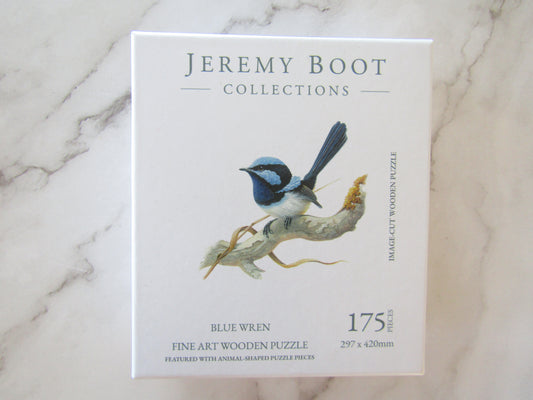 JEREMY BOOT
COLLECTIONS
IMAGE-CUT WOODEN PUZZLE
BLUE WREN
175 PIECES
FINE ART WOODEN PUZZLE
297 x 420mm
FEATURED WITH ANIMAL-SHAPED PUZZLE PIECES